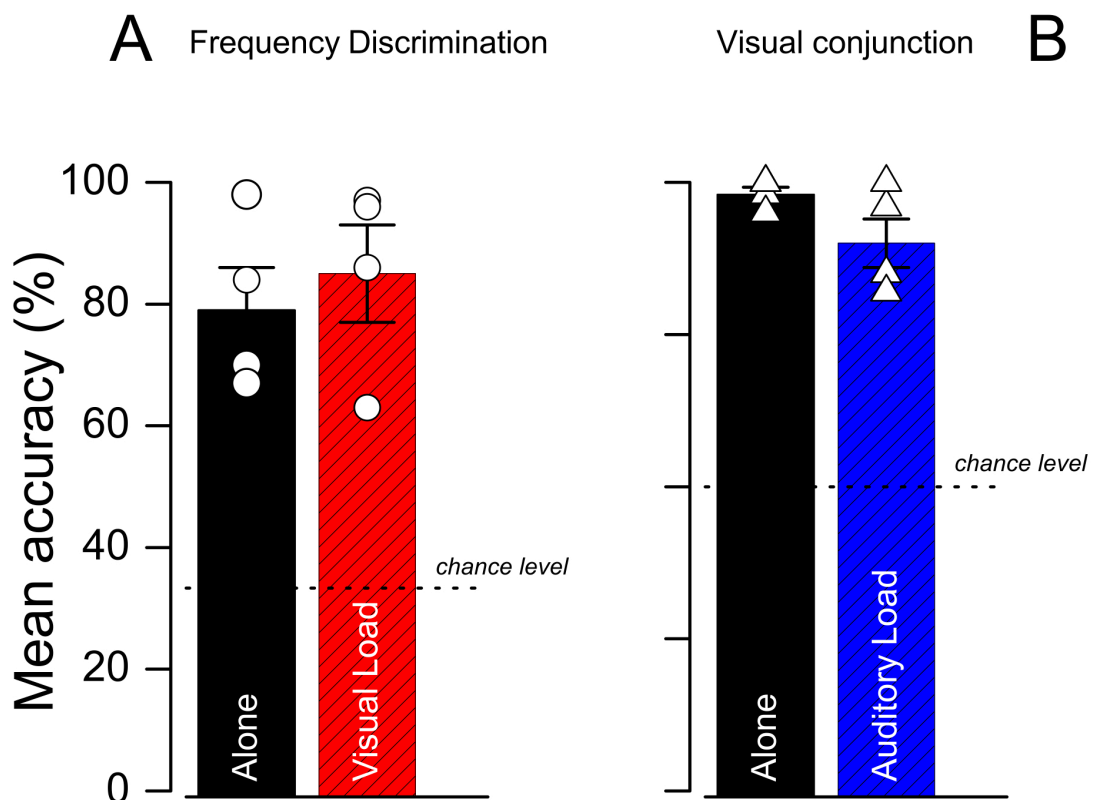 A
Frequency Discrimination
Visual conjunction
B
Mean accuracy (%)
100
80
60
40
20
0
chance level
Alone
Visual Load
chance level
Alone
Auditory Load